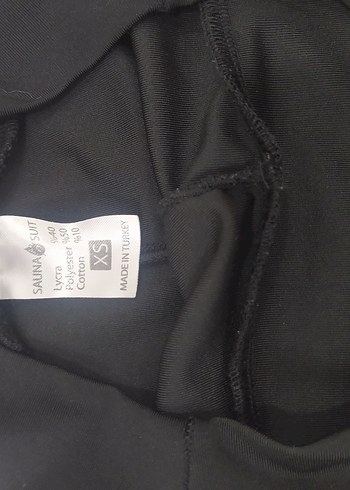 SAUNA SUIT
Lycra %40
Polyester %50
Cotton %10
XS
MADE IN TURKEY